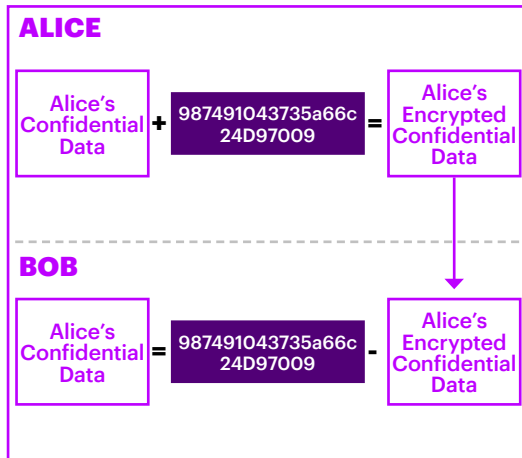 ALICE
Alice's
Confidential
Data
+
987491043735a66c
24D97009
=
Alice's
Encrypted
Confidential
Data
BOB
Alice's
Confidential
Data
=
987491043735a66c
24D97009
-
Alice's
Encrypted
Confidential
Data